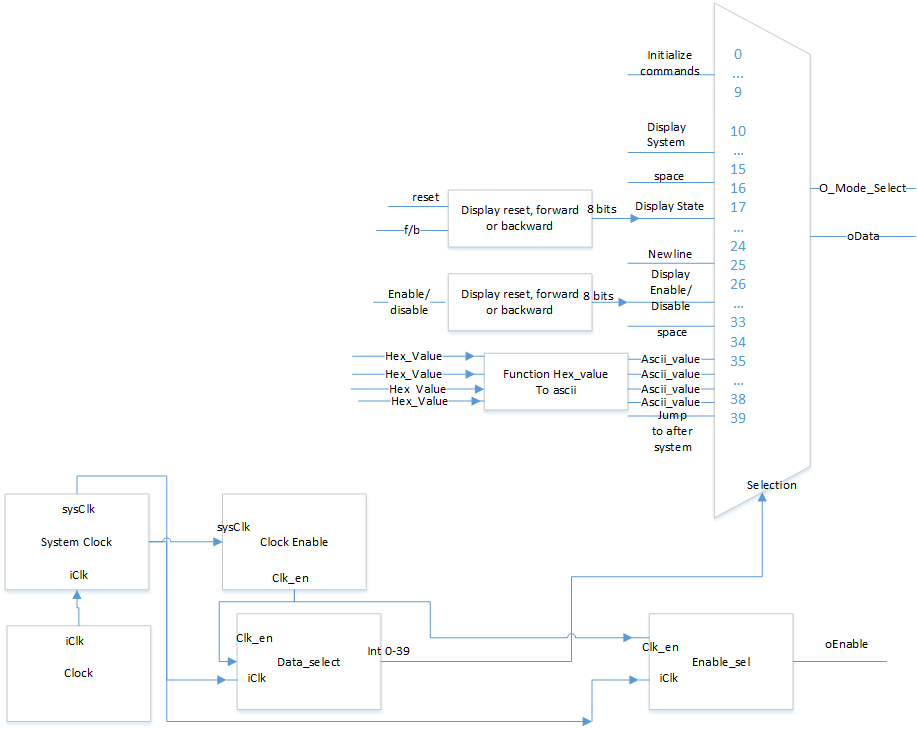 Initialize
commands
0
...
9
Display
System
10
...
15
space
16
reset
Display State
17
Display reset, forward
or backward
8 bits
f/b
...
24
Newline
25
Display
Enable/
Disable
26
Enable/
disable
Display reset, forward
or backward
8 bits
...
33
space
34
Hex_Value
Hex_Value
Hex_Value
Hex_Value
Function Hex_value
To ascii
Ascii_value
Ascii_value
Ascii_value
Ascii_value
35
...
38
39
Jump
to after
system
O_Mode_Select
oData
Selection
sysClk
System Clock
iClk
sysClk
Clock Enable
Clk_en
iClk
Clock
Clk_en
Data_select
iClk
Int 0-39
Clk_en
Enable_sel
iClk
oEnable